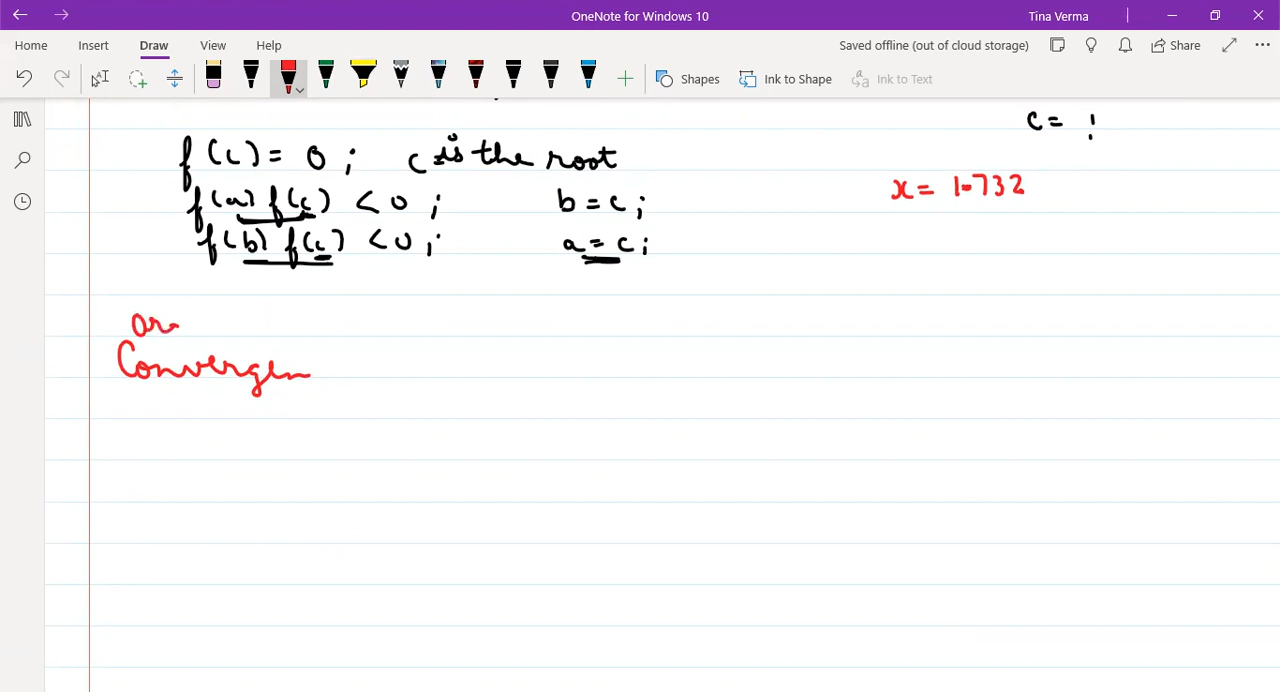 OneNote for Windows 10
Tina Verma
Home Insert Draw View Help
Saved offline (out of cloud storage)
Share
Shapes
Ink to Shape
Ink to Text
c = !
f(c) = 0 ; c is the root
x = 1.732
f(a) f(c) < 0 ; b = c ;
f(b) f(c) < 0 ; a = c ;
Convergen